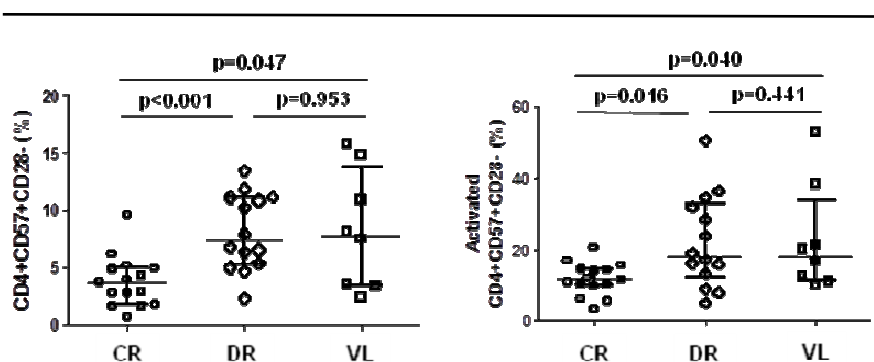 p=0.047
p<0.001
p=0.953
CD4+CD57+CD28- (%)
20
15
10
5
0
CR
DR
VL
p=0.040
p=0.016
p=0.441
Activated
CD4+CD57+CD28- (%)
60
40
20
0
CR
DR
VL